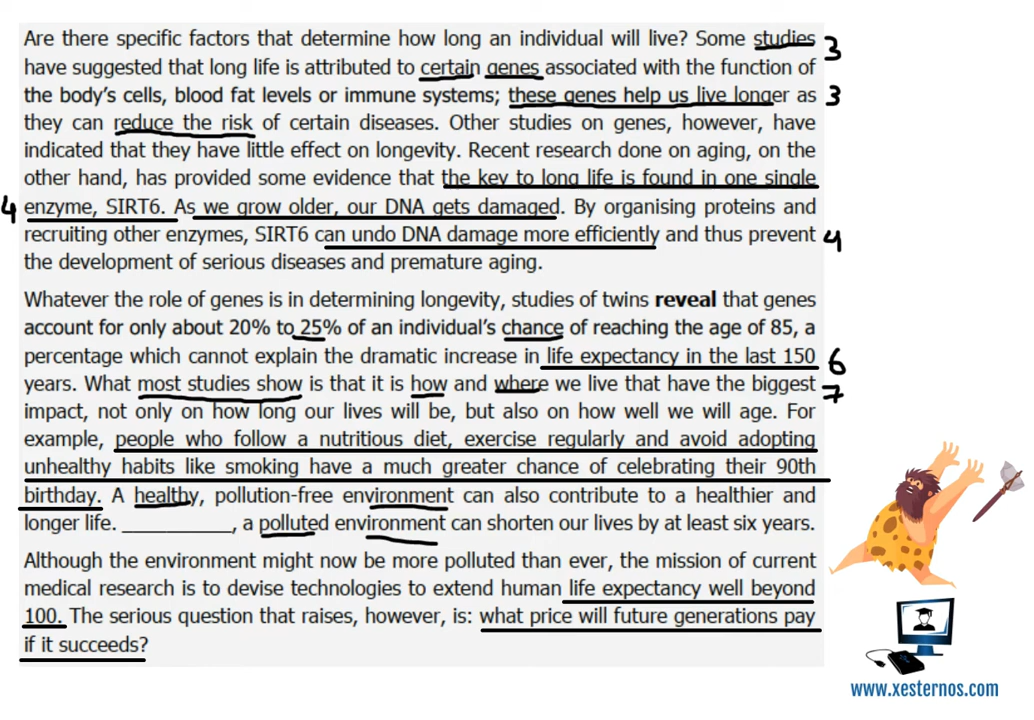 Are there specific factors that determine how long an individual will live? Some studies 3
have suggested that long life is attributed to certain genes associated with the function of
the body's cells, blood fat levels or immune systems; these genes help us live longer as 3
they can reduce the risk of certain diseases. Other studies on genes, however, have
indicated that they have little effect on longevity. Recent research done on aging, on the
other hand, has provided some evidence that the key to long life is found in one single
4 enzyme, SIRT6. As we grow older, our DNA gets damaged. By organising proteins and
recruiting other enzymes, SIRT6 can undo DNA damage more efficiently and thus prevent 4
the development of serious diseases and premature aging.
Whatever the role of genes is in determining longevity, studies of twins reveal that genes
account for only about 20% to 25% of an individual's chance of reaching the age of 85, a
percentage which cannot explain the dramatic increase in life expectancy in the last 150 6
years. What most studies show is that it is how and where we live that have the biggest 7
impact, not only on how long our lives will be, but also on how well we will age. For
example, people who follow a nutritious diet, exercise regularly and avoid adopting
unhealthy habits like smoking have a much greater chance of celebrating their 90th
birthday. A healthy, pollution-free environment can also contribute to a healthier and
longer life. ____________, a polluted environment can shorten our lives by at least six years.
Although the environment might now be more polluted than ever, the mission of current
medical research is to devise technologies to extend human life expectancy well beyond
100. The serious question that raises, however, is: what price will future generations pay
if it succeeds?
www.xesternos.com